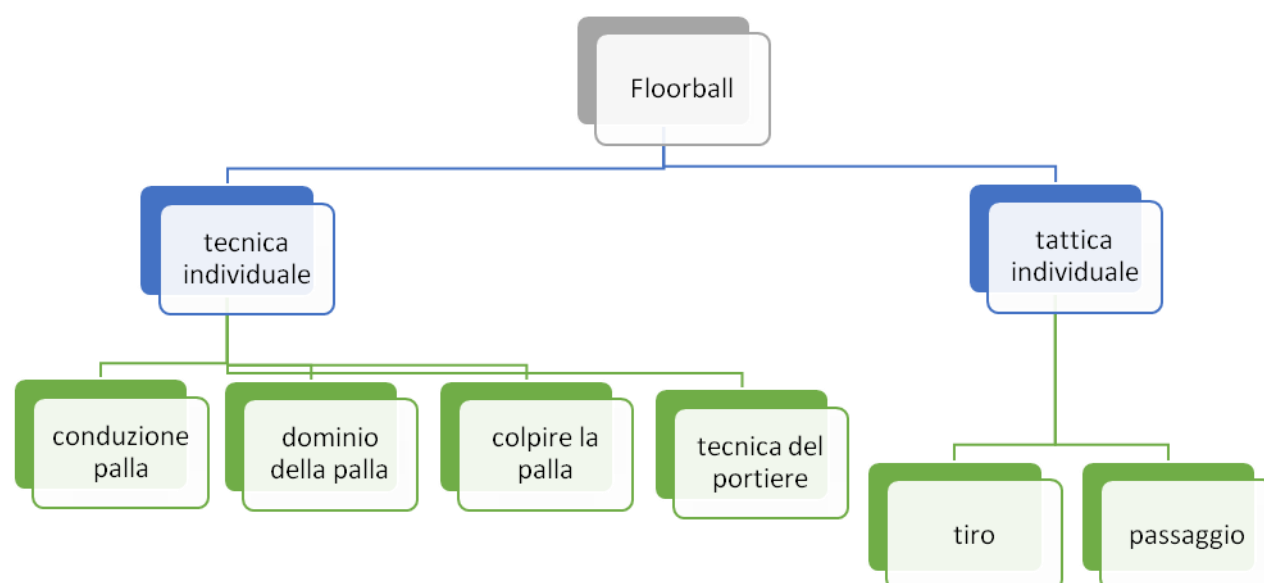 Floorball
tecnica
individuale
tattica
individuale
conduzione
palla
dominio
della palla
colpire la
palla
tecnica del
portiere
tiro
passaggio